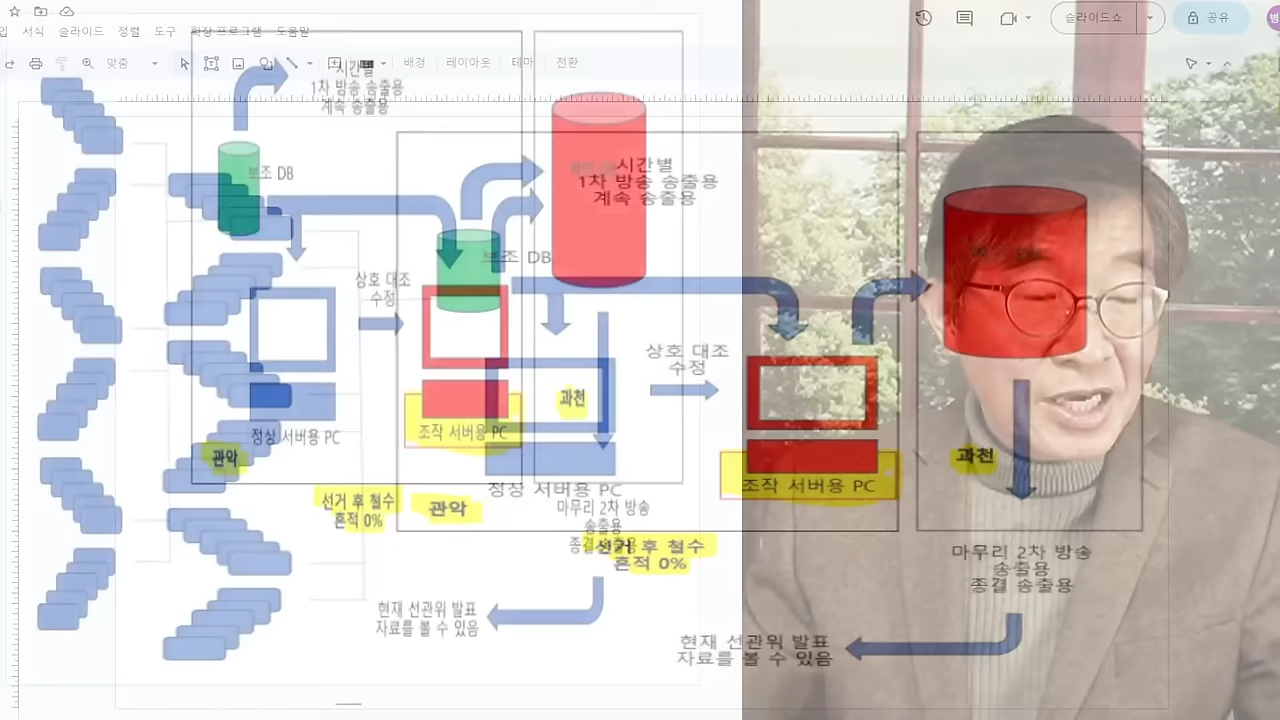 서식 슬라이드 정렬 도구 확장 프로그램 도움말
슬라이드쇼
공유
맞춤
배경 레이아웃 테마 전환
시간별
1차 방송 송출용
계속 송출용
보조 DB
상호 대조
수정
정상 서버용 PC
조작 서버용 PC
관악
과천
선거 후 철수
흔적 0%
마무리 2차 방송
송출용
현재 선관위 발표
자료를 볼 수 있음
시간별
1차 방송 송출용
계속 송출용
보조 DB
상호 대조
수정
정상 서버용 PC
조작 서버용 PC
관악
과천
선거 후 철수
흔적 0%
마무리 2차 방송
송출용
종결 송출용
현재 선관위 발표
자료를 볼 수 있음